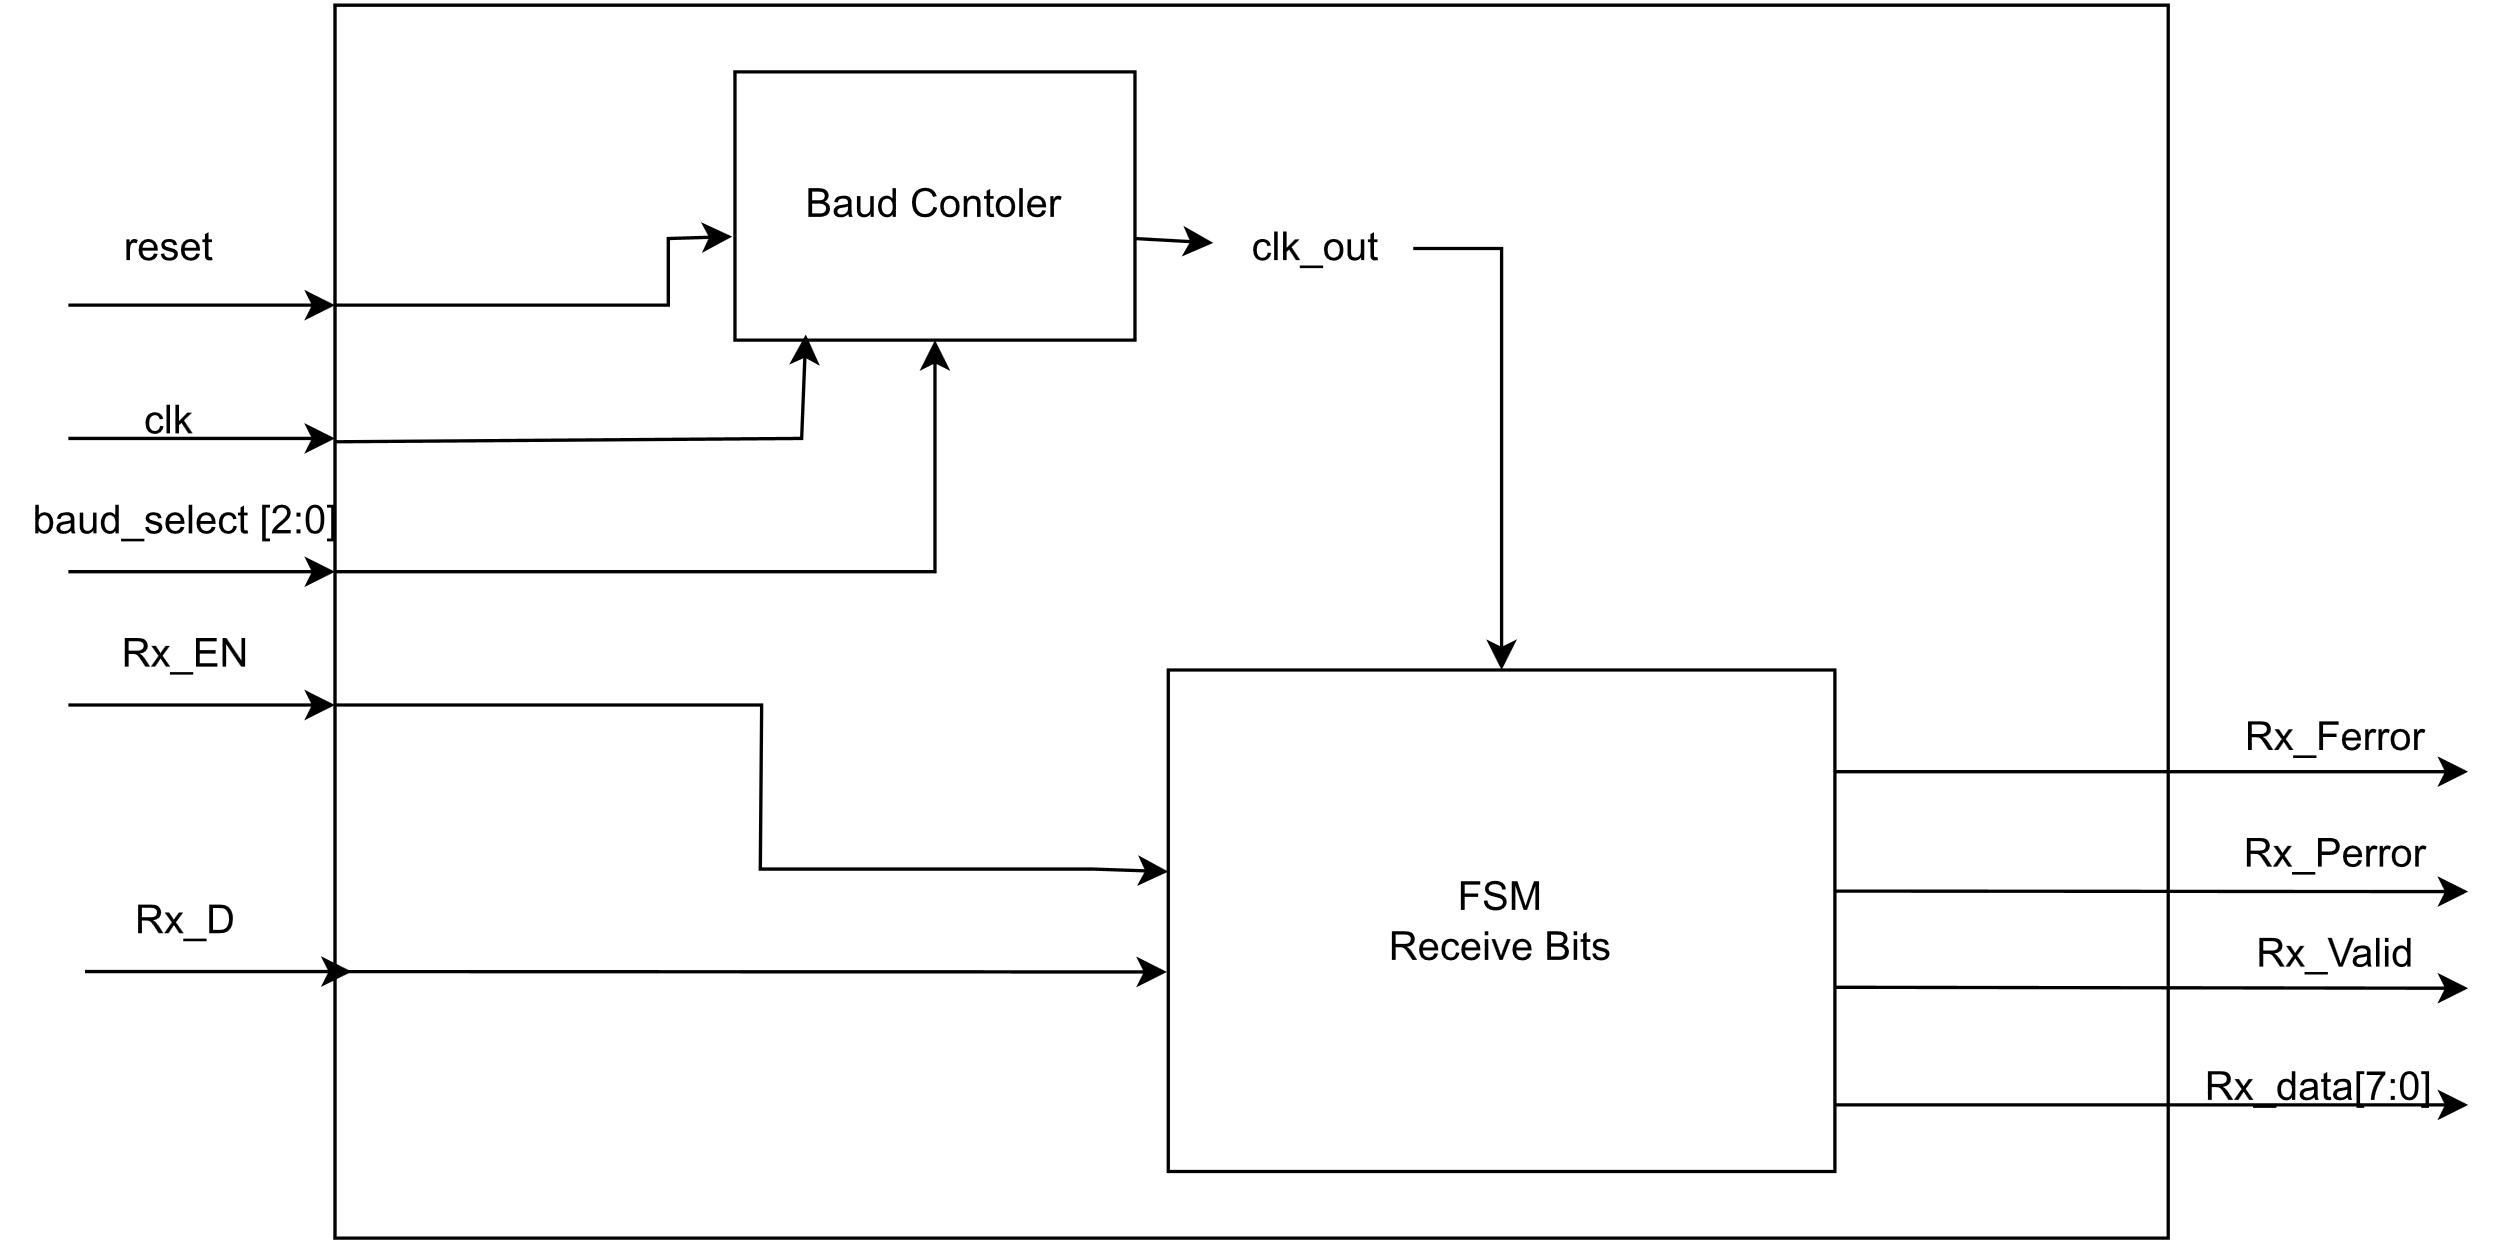 Baud Contoler
reset
clk_out
clk
baud_select [2:0]
Rx_EN
Rx_Ferror
Rx_Perror
FSM
Receive Bits
Rx_D
Rx_Valid
Rx_data[7:0]